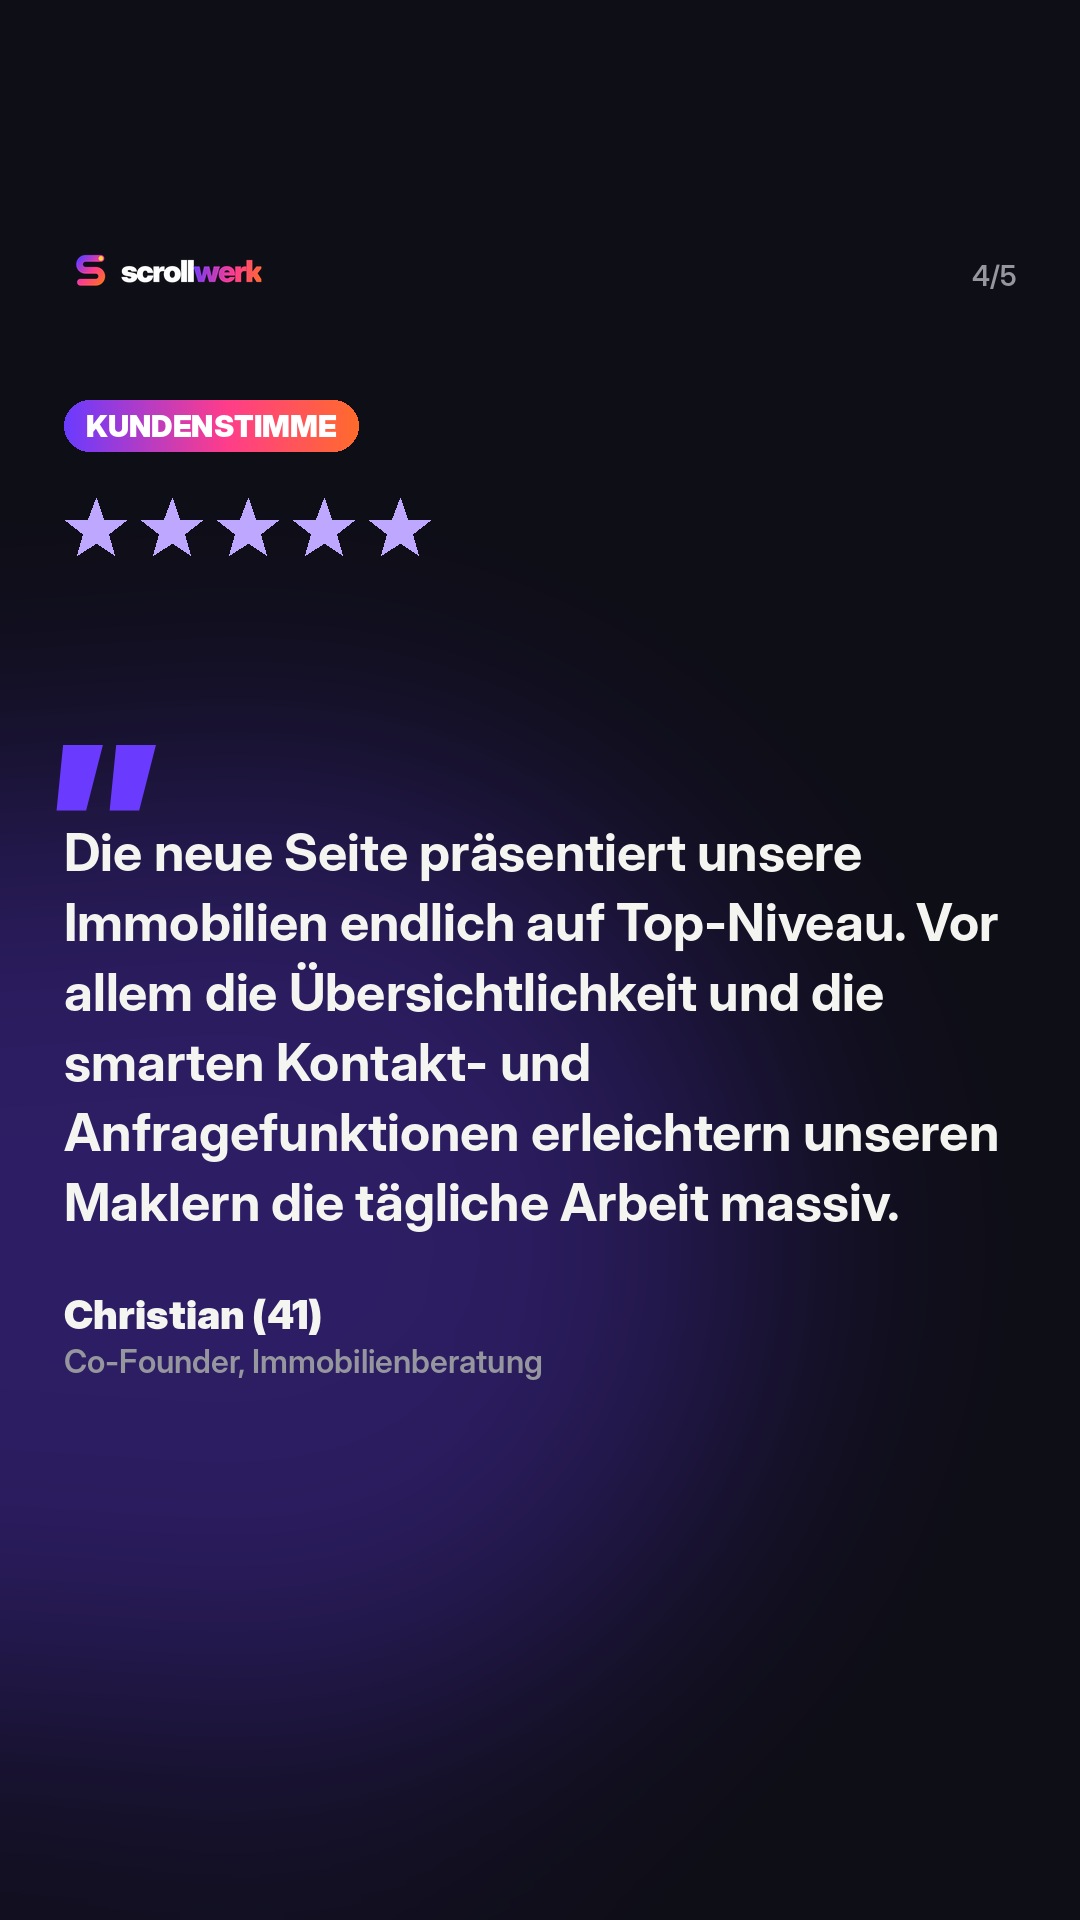 scrollwerk
4/5
KUNDENSTIMME
"
Die neue Seite präsentiert unsere
Immobilien endlich auf Top-Niveau. Vor
allem die Übersichtlichkeit und die
smarten Kontakt- und
Anfragefunktionen erleichtern unseren
Maklern die tägliche Arbeit massiv.
Christian (41)
Co-Founder, Immobilienberatung